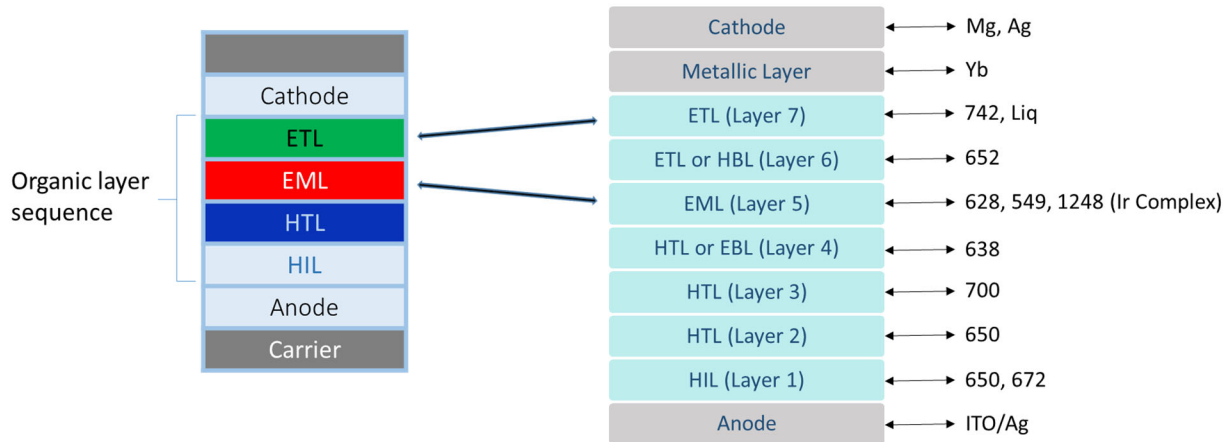 Organic layer
sequence
Cathode
ETL
EML
HTL
HIL
Anode
Carrier
Cathode
Mg, Ag
Metallic Layer
Yb
ETL (Layer 7)
742, Liq
ETL or HBL (Layer 6)
652
EML (Layer 5)
628, 549, 1248 (Ir Complex)
HTL or EBL (Layer 4)
638
HTL (Layer 3)
700
HTL (Layer 2)
650
HIL (Layer 1)
650, 672
Anode
ITO/Ag